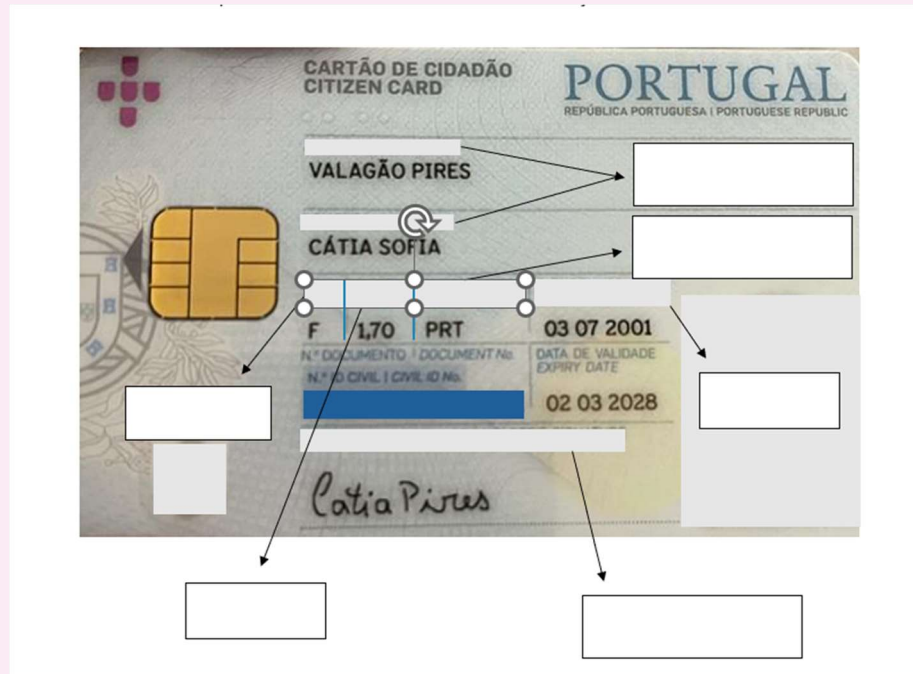 CARTÃO DE CIDADÃO
CITIZEN CARD
PORTUGAL
REPÚBLICA PORTUGUESA | PORTUGUESE REPUBLIC
VALAGÃO PIRES
CÁTIA SOFIA
F 1,70 PRT 03 07 2001
N.º DOCUMENTO | DOCUMENT No. DATA DE VALIDADE
EXPIRY DATE
N.º ID CIVIL | CIVIL ID No.
02 03 2028
Catia Pires